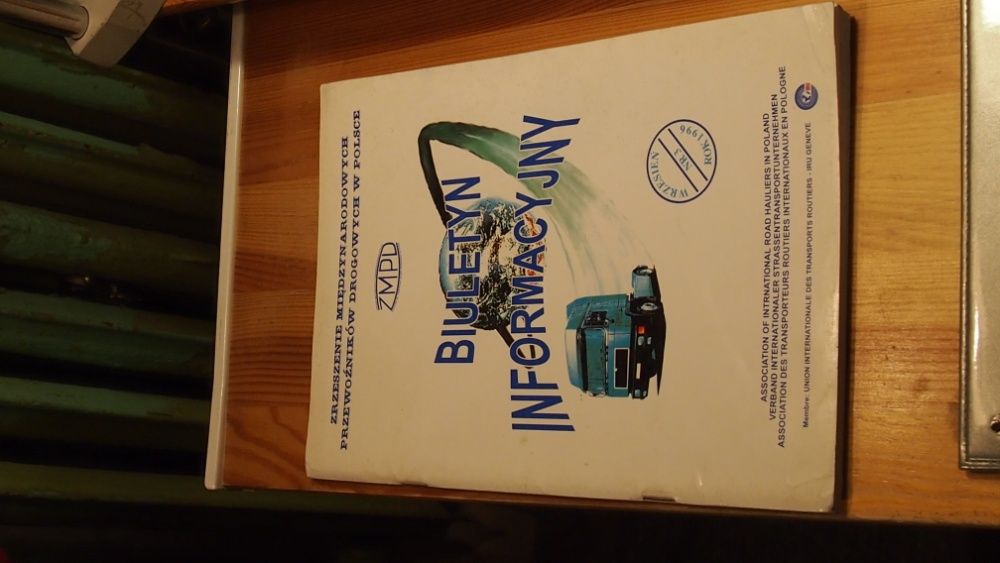 ZRZESZENIE MIĘDZYNARODOWYCH
PRZEWOŹNIKÓW DROGOWYCH W POLSCE
ZMPD
BIULETYN
INFORMACYJNY
WRZESIEŃ
NR 3
ROK·1996
ASSOCIATION OF INTRNATIONAL ROAD HAULIERS IN POLAND
VERBAND INTERNATIONALER STRASSENTRANSPORTUNTERNEHMEN
ASSOCIATION DES TRANSPORTEURS ROUTIERS INTERNATIONAUX EN POLOGNE
Membre: UNION INTERNATIONALE DES TRANSPORTS ROUTIERS - IRU GENEVE